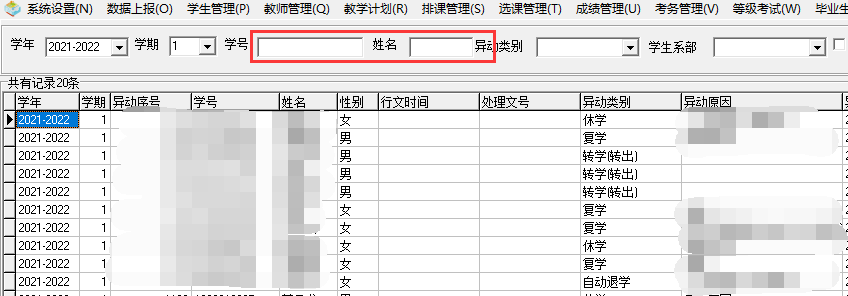 系统设置(N) 数据上报(O) 学生管理(P) 教师管理(Q) 教学计划(R) 排课管理(S) 选课管理(T) 成绩管理(U) 考务管理(V) 等级考试(W) 毕业生
学年 2021-2022 学期 1 学号 姓名 异动类别 学生系部
共有记录20条
学年 学期 异动序号 学号 姓名 性别 行文时间 处理文号 异动类别 异动原因
2021-2022 1 女 休学
2021-2022 1 男 复学
2021-2022 1 男 转学(转出)
2021-2022 1 男 转学(转出)
2021-2022 1 男 转学(转出)
2021-2022 1 女 复学
2021-2022 1 女 复学
2021-2022 1 女 休学
2021-2022 1 女 复学
2021-2022 1 女 自动退学
2021-2022 1